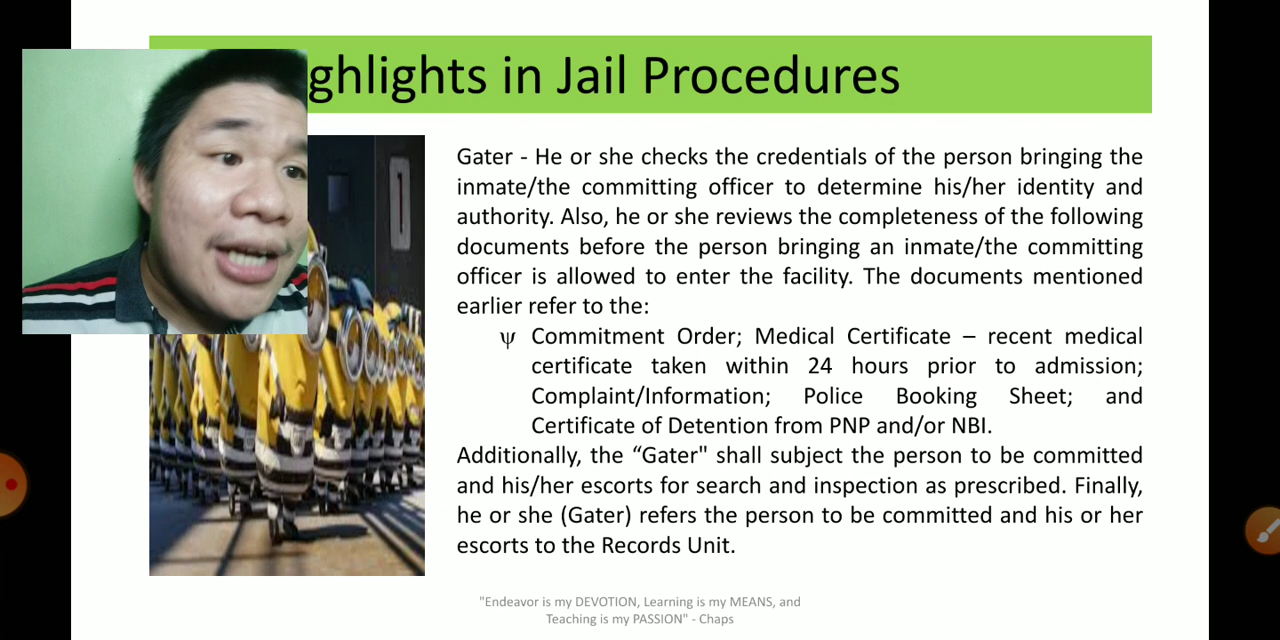 ghlights in Jail Procedures
1
Gater - He or she checks the credentials of the person bringing the
inmate/the committing officer to determine his/her identity and
authority. Also, he or she reviews the completeness of the following
documents before the person bringing an inmate/the committing
officer is allowed to enter the facility. The documents mentioned
earlier refer to the:
ψ Commitment Order; Medical Certificate – recent medical
certificate taken within 24 hours prior to admission;
Complaint/Information; Police Booking Sheet; and
Certificate of Detention from PNP and/or NBI.
Additionally, the “Gater" shall subject the person to be committed
and his/her escorts for search and inspection as prescribed. Finally,
he or she (Gater) refers the person to be committed and his or her
escorts to the Records Unit.
"Endeavor is my DEVOTION, Learning is my MEANS, and
Teaching is my PASSION" - Chaps